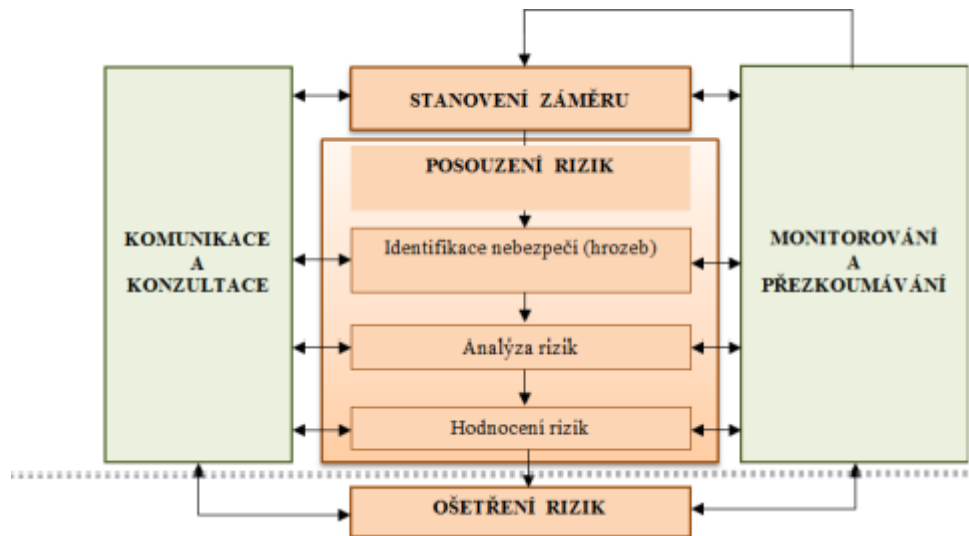 STANOVENÍ ZÁMĚRU
POSOUZENÍ RIZIK
KOMUNIKACE
A
KONZULTACE
Identifikace nebezpečí (hrozeb)
MONITOROVÁNÍ
A
PŘEZKOUMÁVÁNÍ
Analýza rizik
Hodnocení rizik
OŠETŘENÍ RIZIK